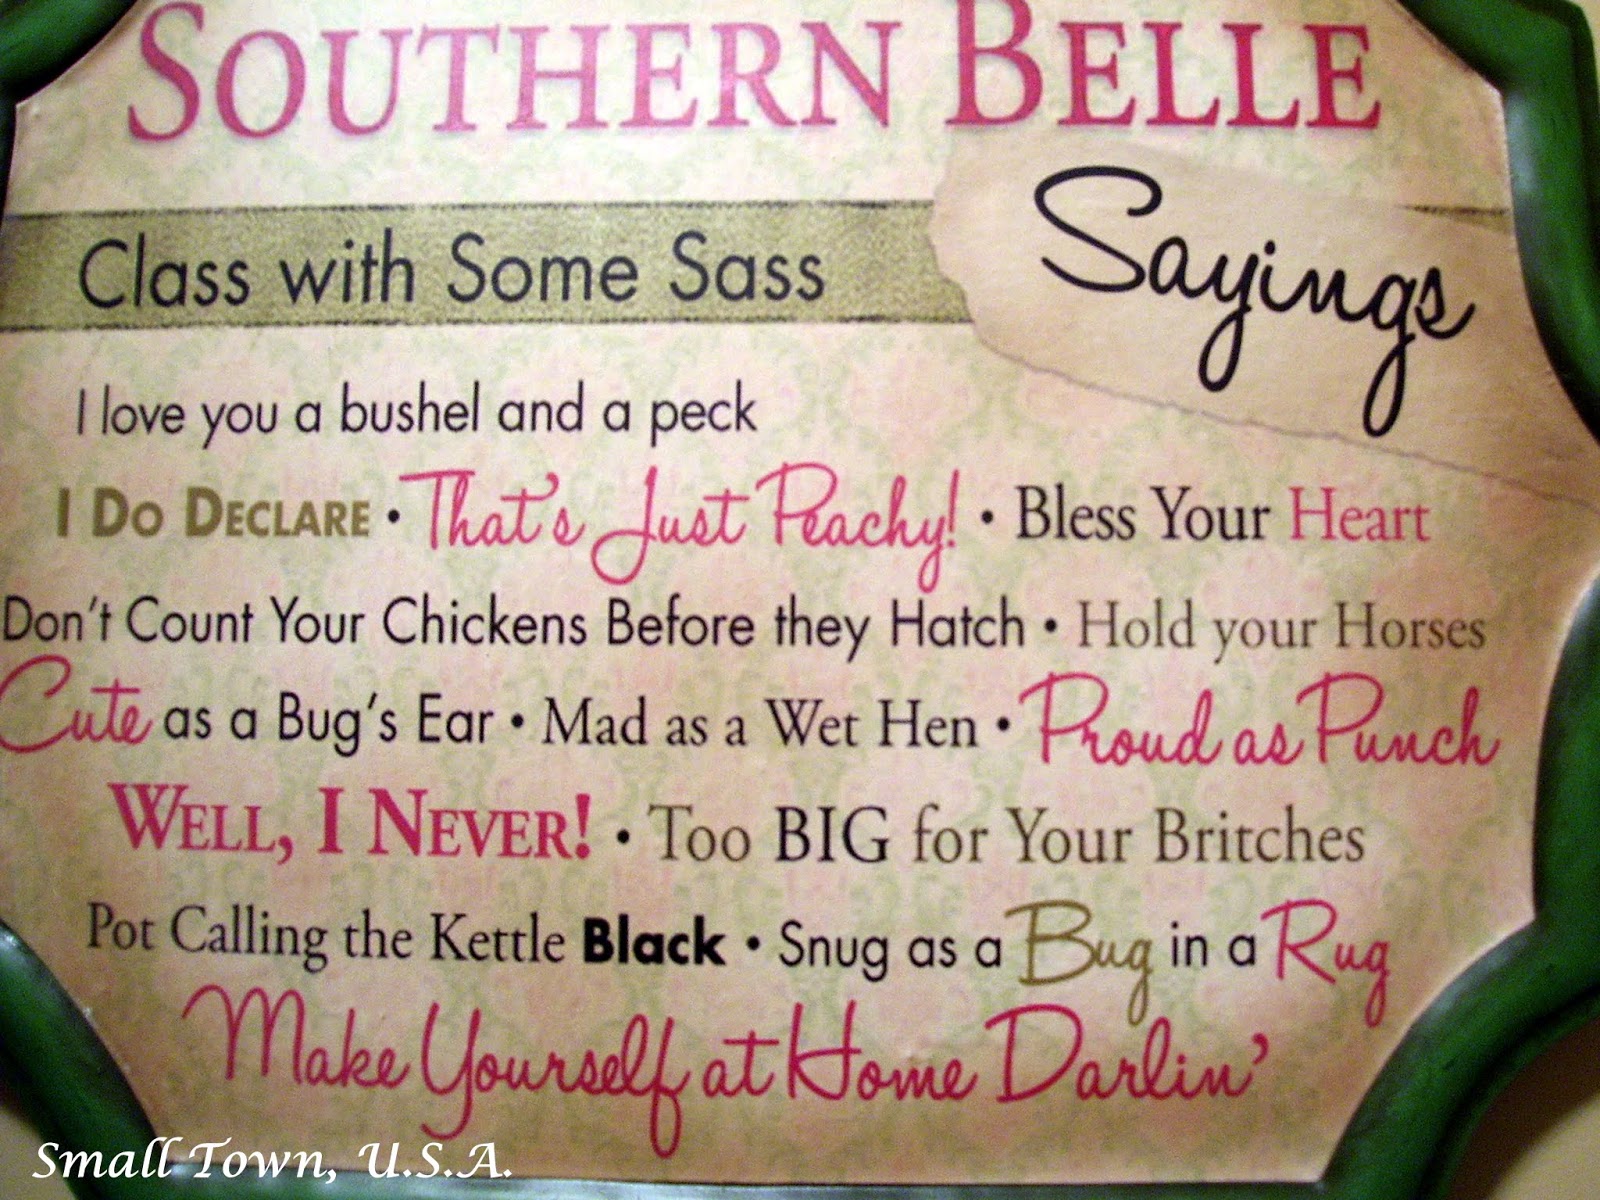 SOUTHERN BELLE
Sayings
Class with Some Sass
I love you a bushel and a peck
I DO DECLARE • That's Just Peachy! • Bless Your Heart
Don't Count Your Chickens Before they Hatch • Hold your Horses
Cute as a Bug's Ear • Mad as a Wet Hen • Proud as Punch
WELL, I NEVER! • Too BIG for Your Britches
Pot Calling the Kettle Black • Snug as a Bug in a Rug
Make Yourself at Home Darlin'
Small Town, U.S.A.